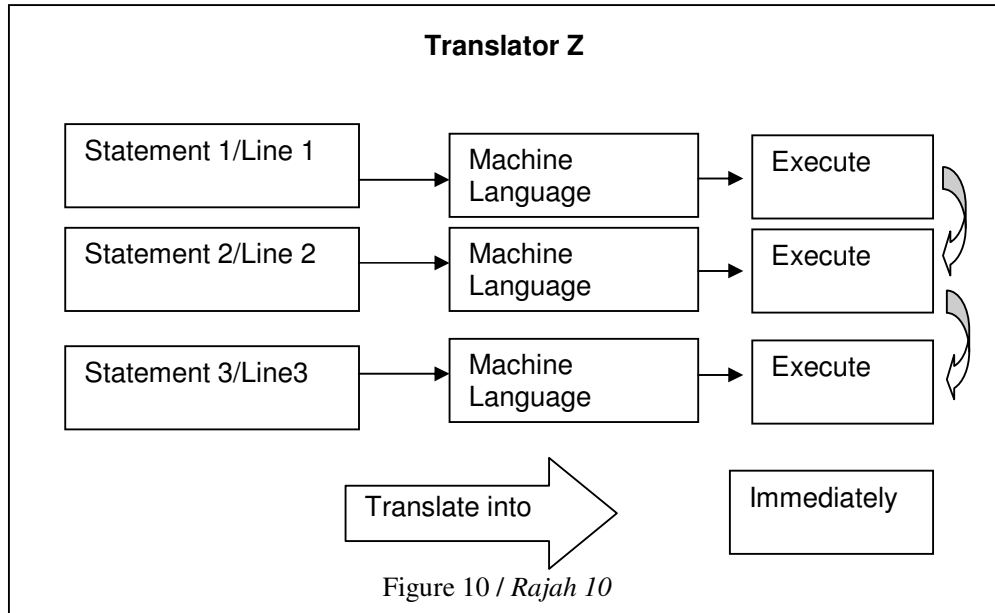 Translator Z
Statement 1/Line 1
Machine
Language
Execute
Statement 2/Line 2
Machine
Language
Execute
Statement 3/Line3
Machine
Language
Execute
Translate into
Immediately
Figure 10 / Rajah 10